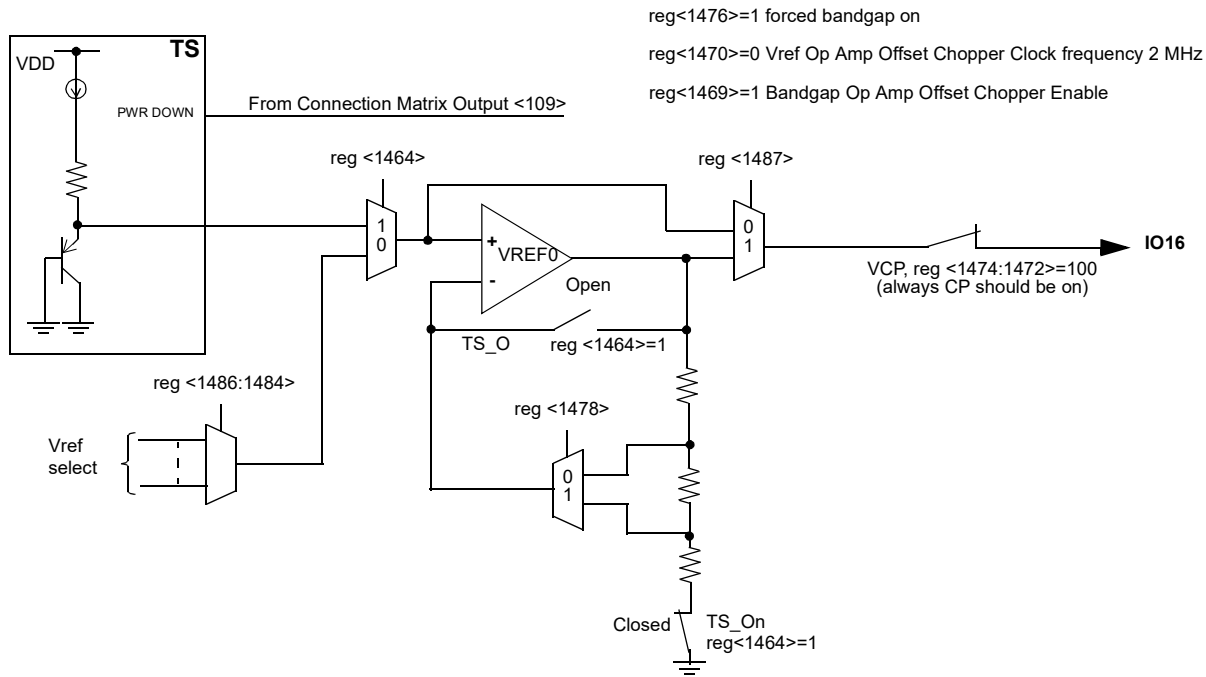 reg<1476>=1 forced bandgap on
reg<1470>=0 Vref Op Amp Offset Chopper Clock frequency 2 MHz
reg<1469>=1 Bandgap Op Amp Offset Chopper Enable
TS
VDD
PWR DOWN
From Connection Matrix Output <109>
reg <1464>
1
0
reg <1487>
0
1
+
VREF0
-
Open
TS_O
reg <1464>=1
VCP, reg <1474:1472>=100
(always CP should be on)
IO16
reg <1486:1484>
Vref
select
reg <1478>
0
1
Closed
TS_On
reg<1464>=1